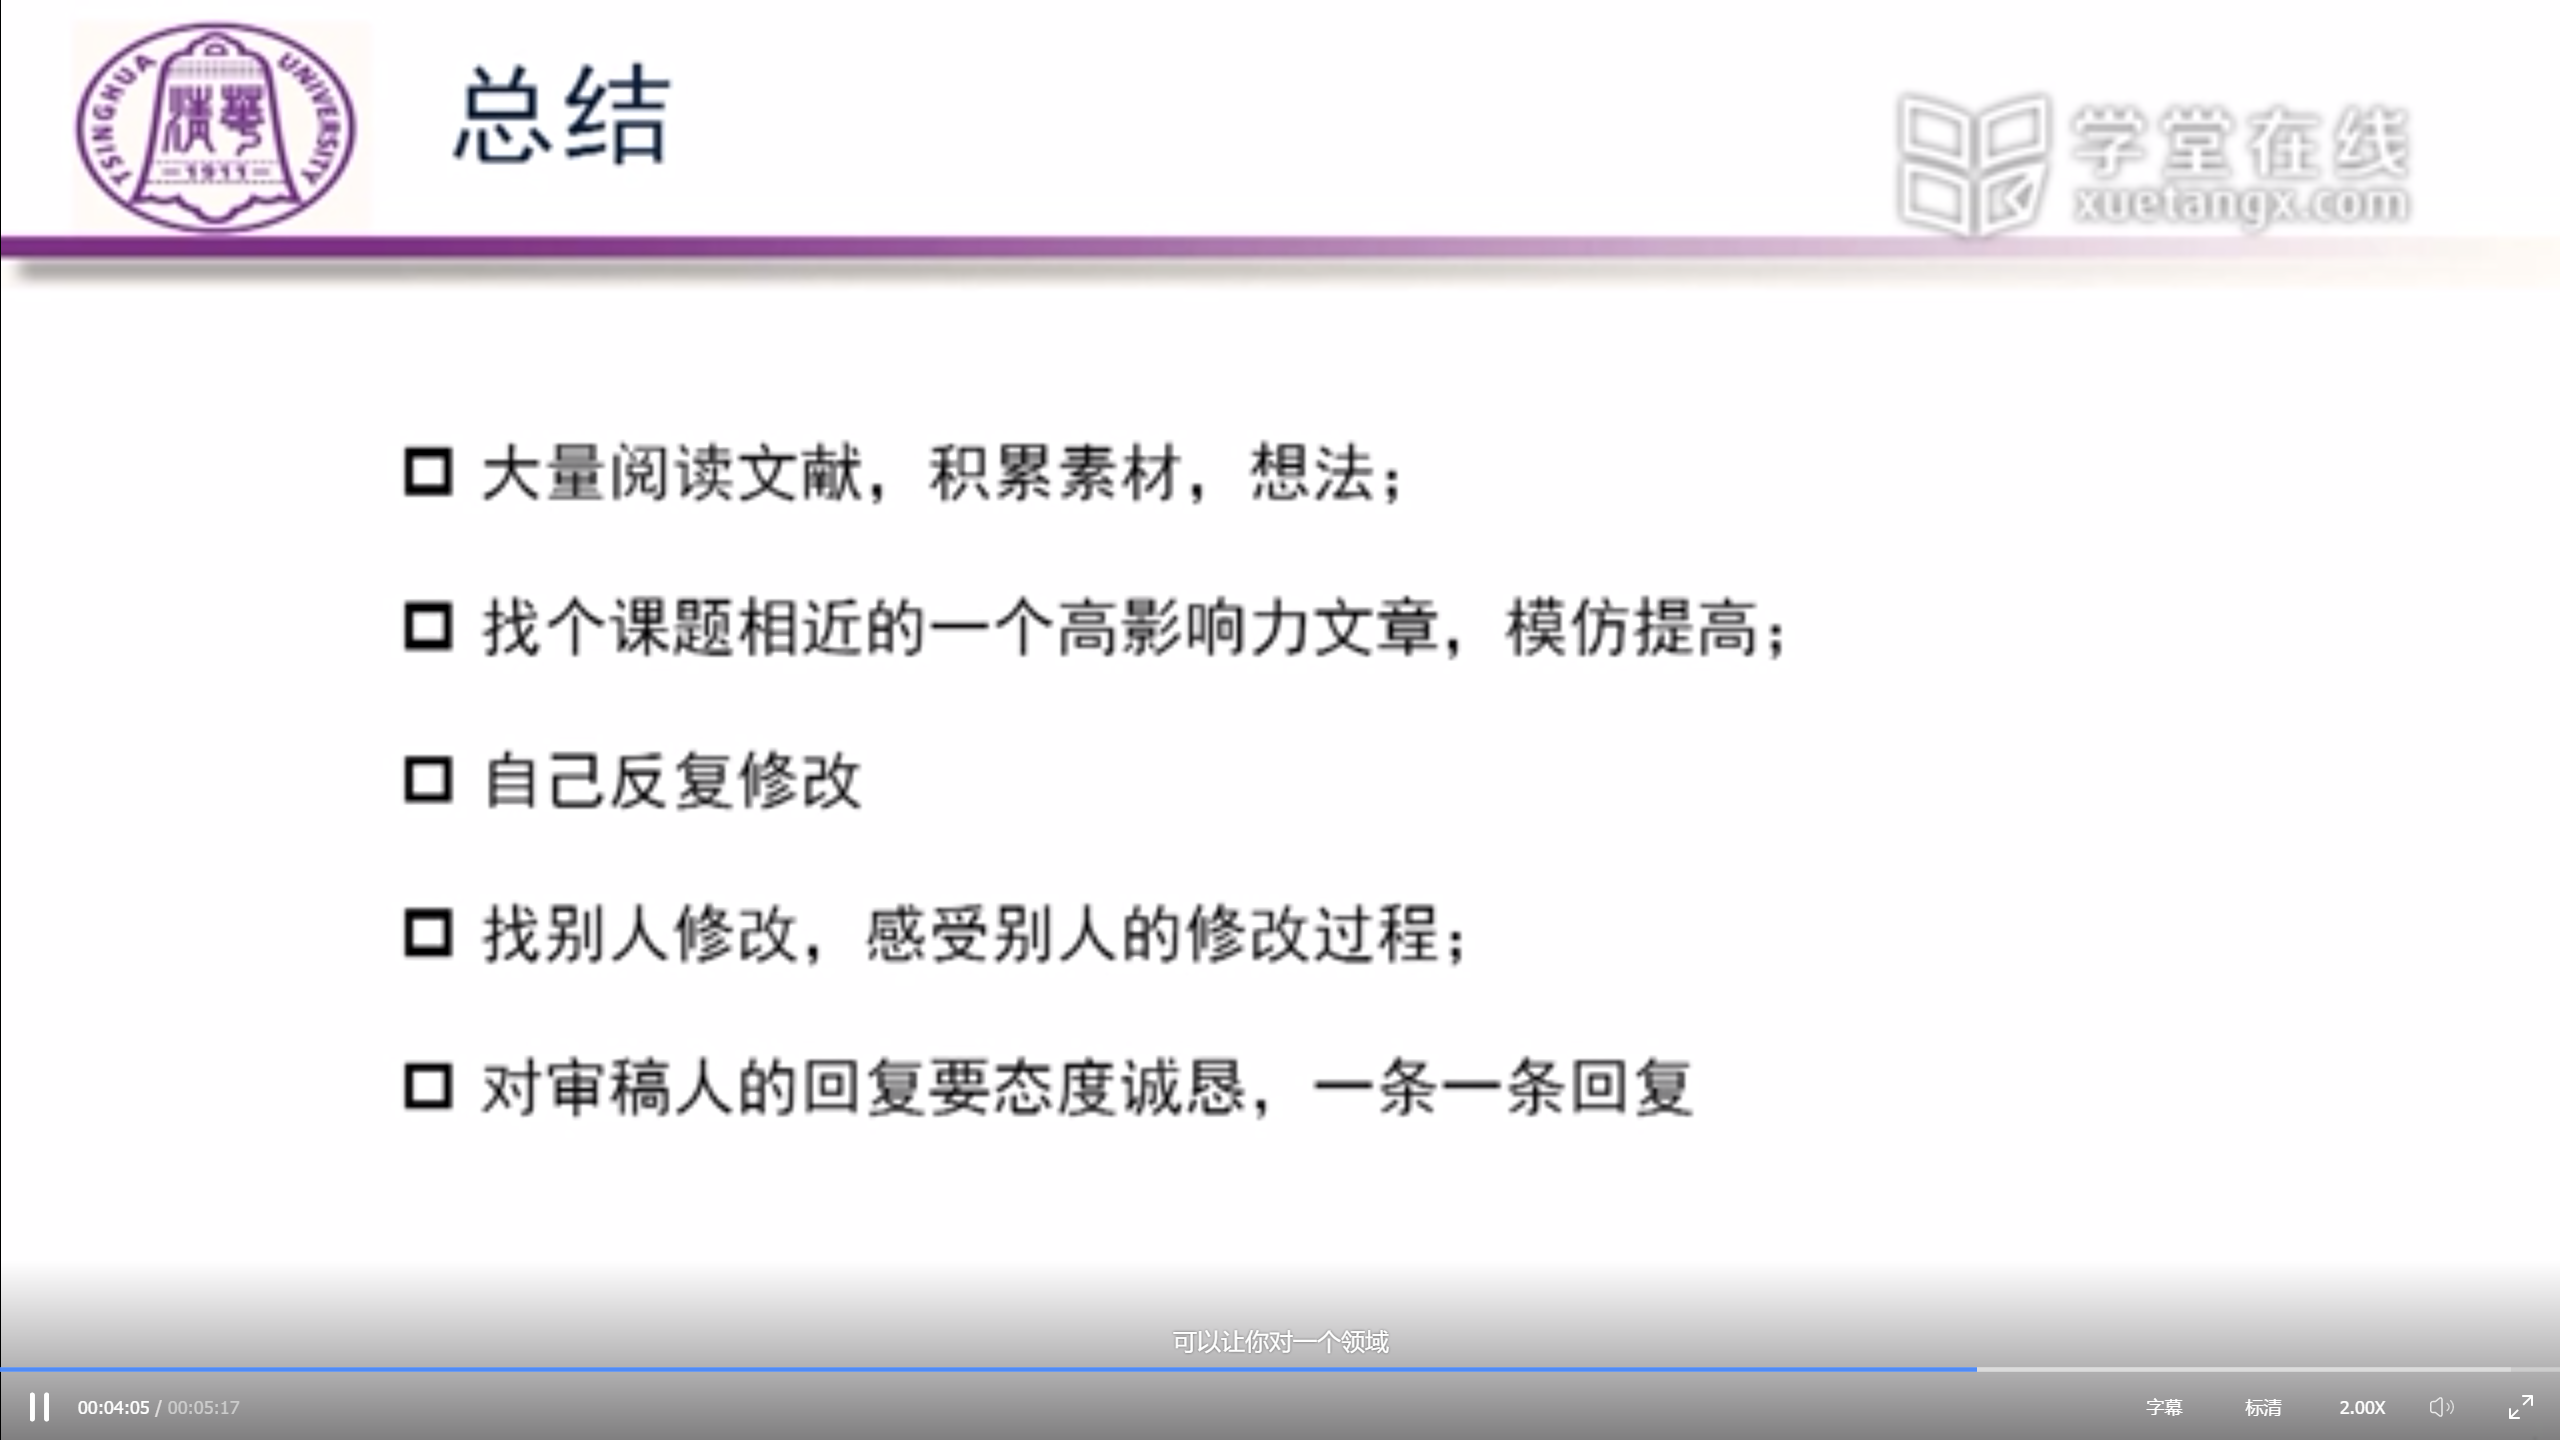 TSINGHUA UNIVERSITY
清華
-1911-
总结
学堂在线
xuetangx.com
大量阅读文献，积累素材，想法；
找个课题相近的一个高影响力文章，模仿提高；
自己反复修改
找别人修改，感受别人的修改过程；
对审稿人的回复要态度诚恳，一条一条回复
可以让你对一个领域
00:04:05 / 00:05:17
字幕
标清
2.00X